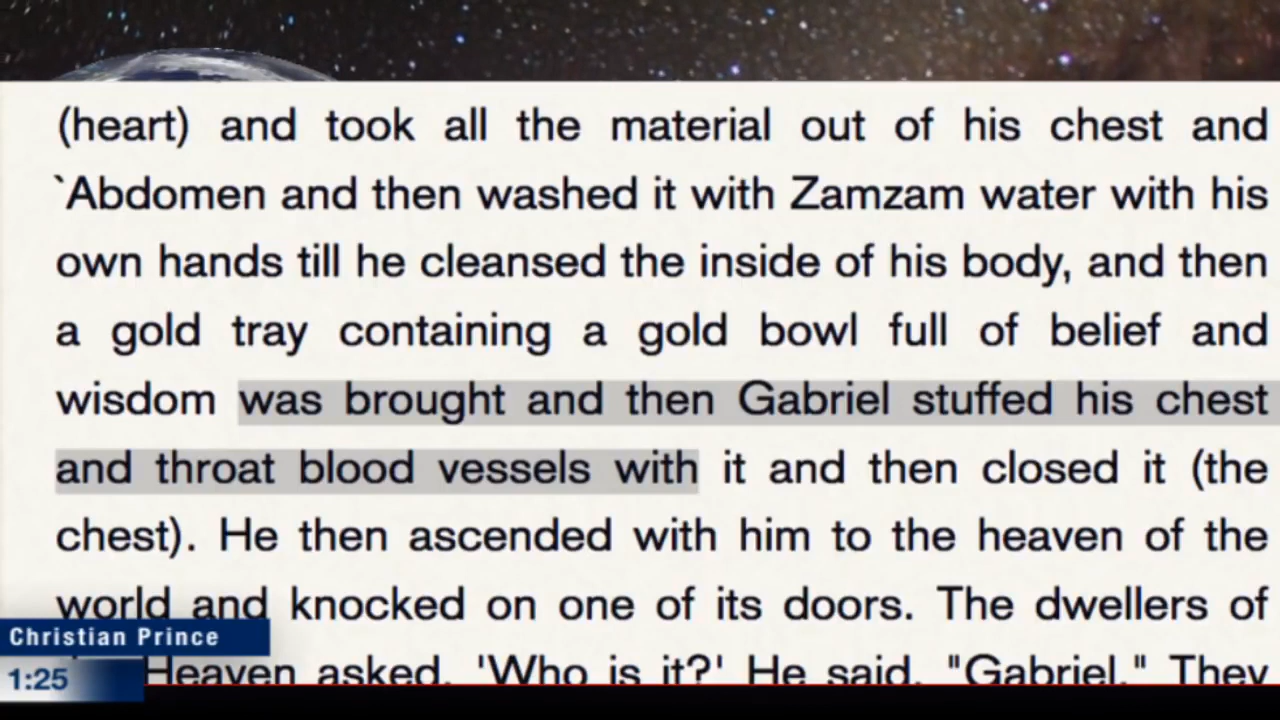 (heart) and took all the material out of his chest and
`Abdomen and then washed it with Zamzam water with his
own hands till he cleansed the inside of his body, and then
a gold tray containing a gold bowl full of belief and
wisdom was brought and then Gabriel stuffed his chest
and throat blood vessels with it and then closed it (the
chest). He then ascended with him to the heaven of the
world and knocked on one of its doors. The dwellers of
Heaven asked, 'Who is it?' He said, "Gabriel." They
Christian Prince
1:25